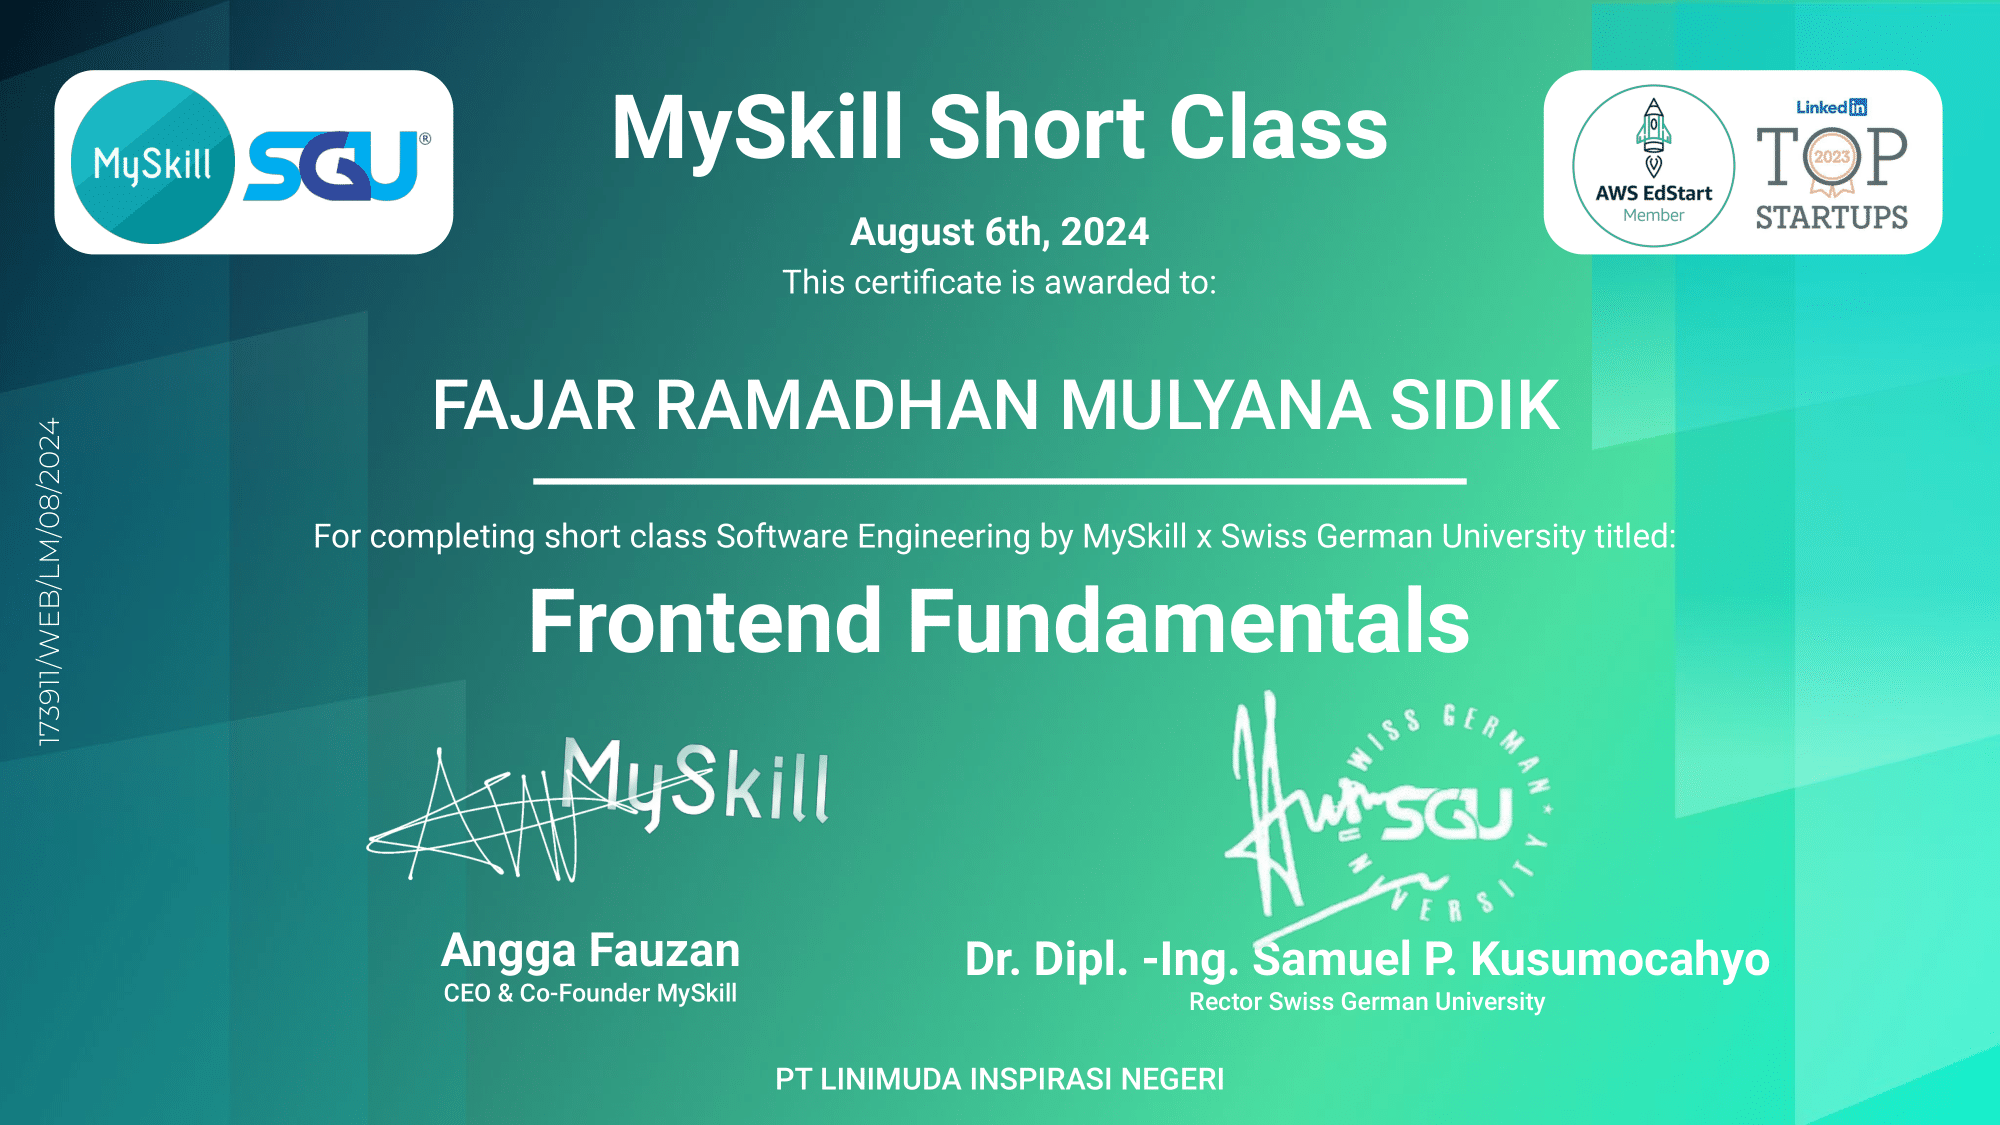 MySkill SGU®
MySkill Short Class
AWS EdStart
Member
LinkedIn
TOP
2023
STARTUPS
August 6th, 2024
This certificate is awarded to:
FAJAR RAMADHAN MULYANA SIDIK
173911/WEB/LM/08/2024
For completing short class Software Engineering by MySkill x Swiss German University titled:
Frontend Fundamentals
MySkill
SWISS GERMAN
SGU
UNIVERSITY
Angga Fauzan
CEO & Co-Founder MySkill
Dr. Dipl. -Ing. Samuel P. Kusumocahyo
Rector Swiss German University
PT LINIMUDA INSPIRASI NEGERI